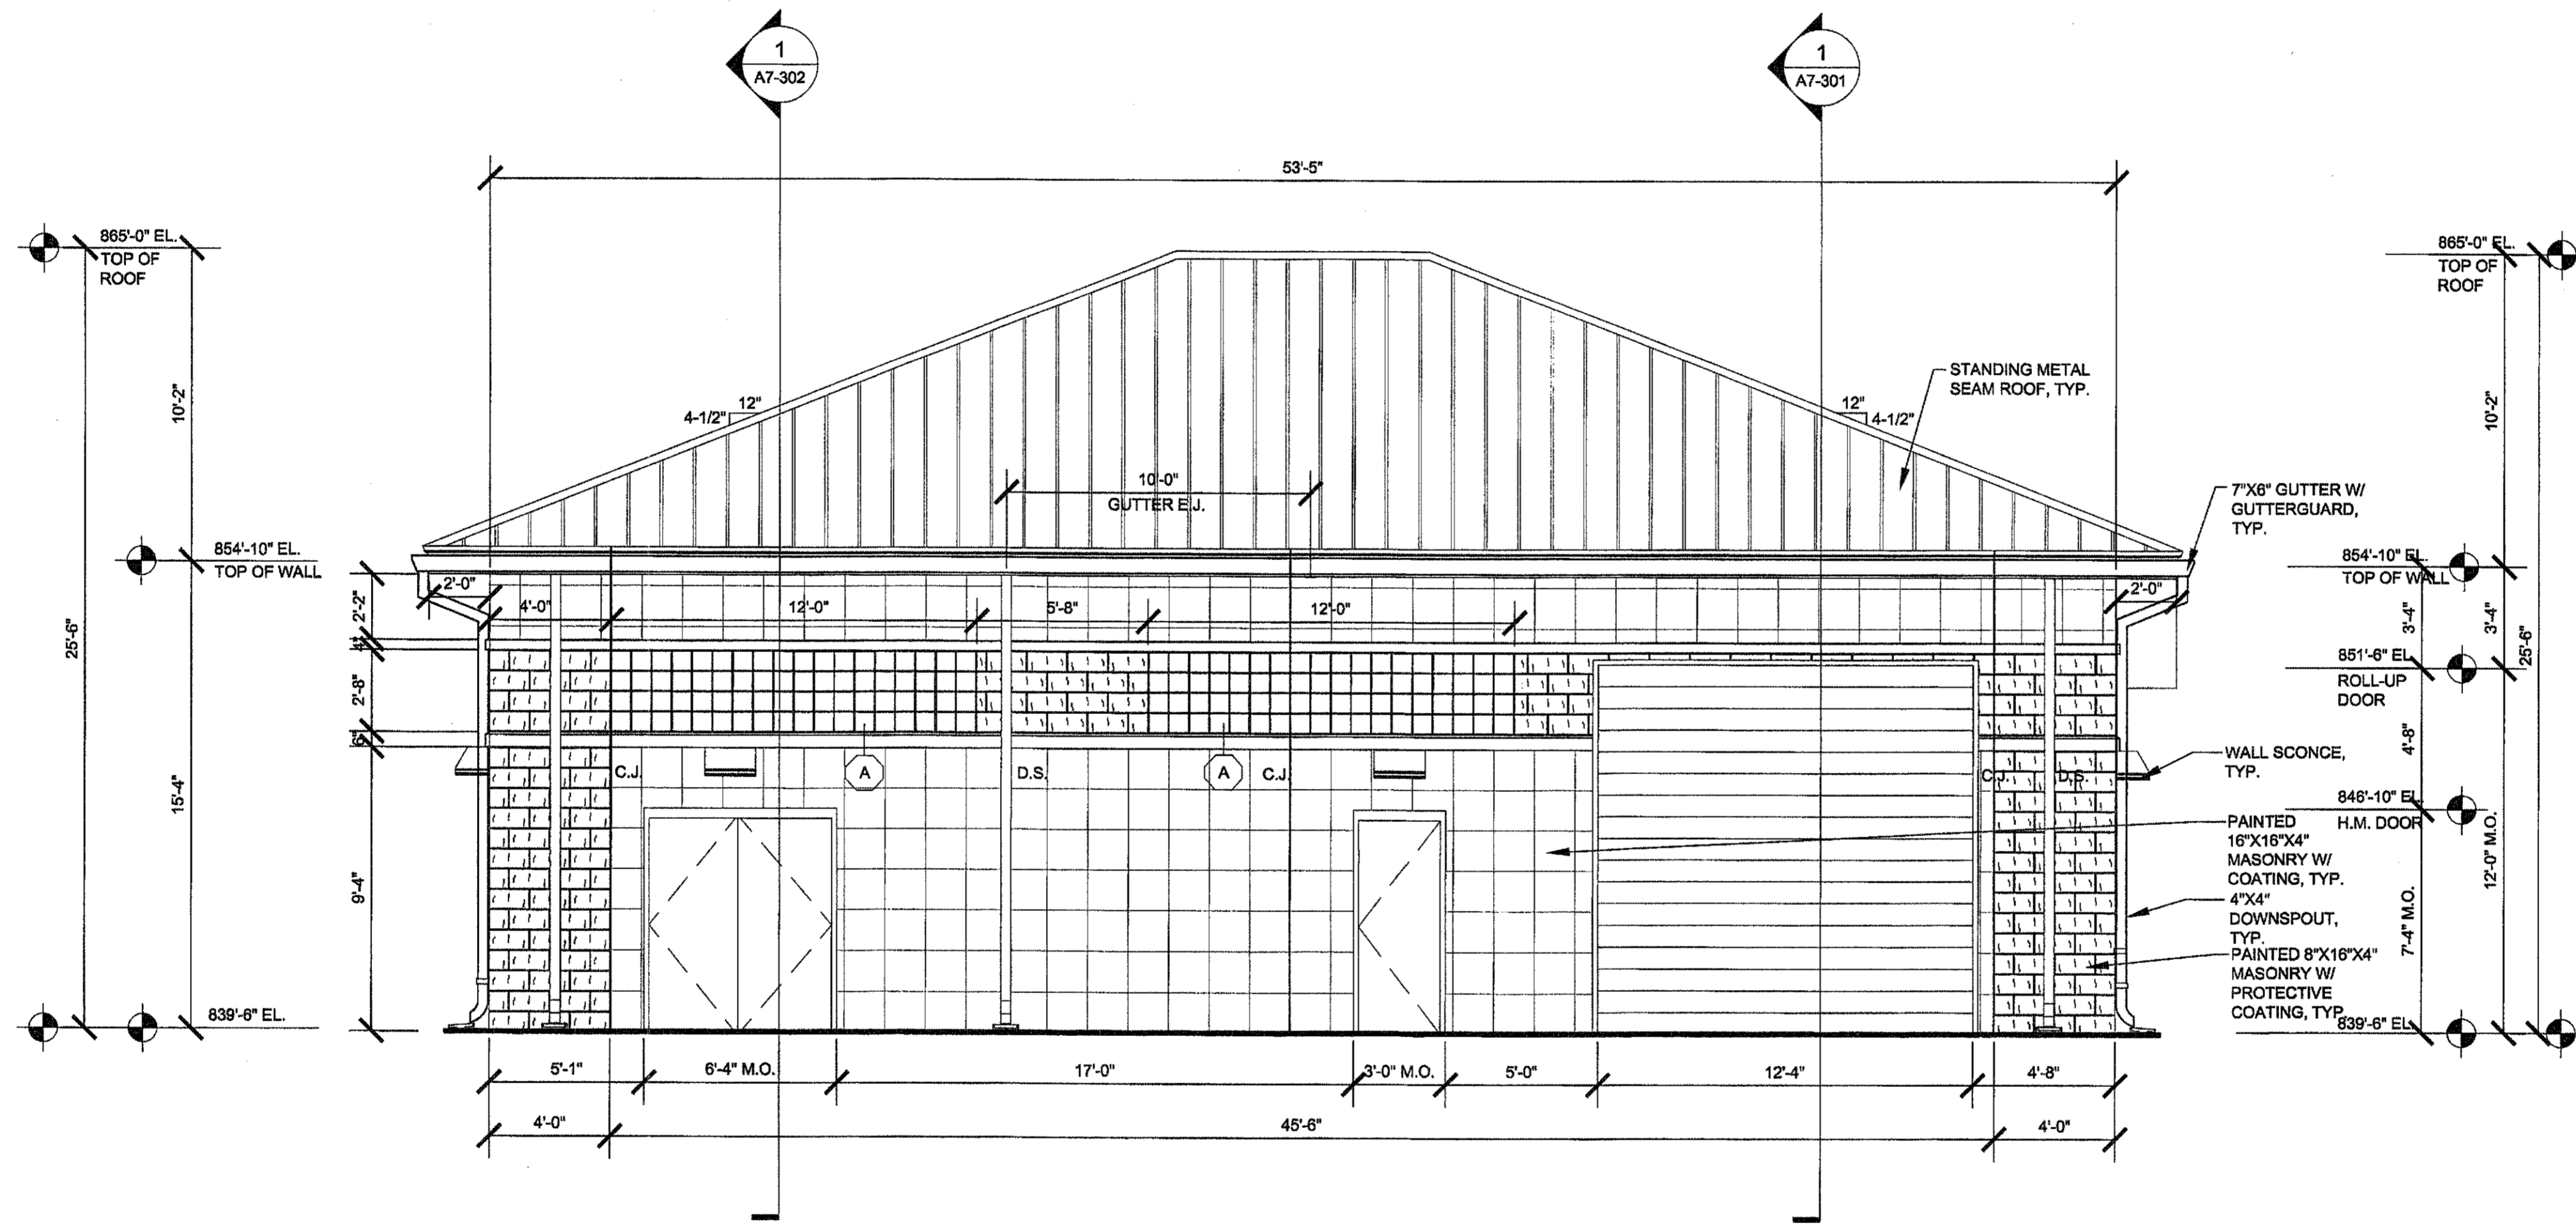 1
A7-302
1
A7-301
53'-5"
865'-0" EL.
TOP OF
ROOF
865'-0" EL.
TOP OF
ROOF
10'-2"
10'-2"
STANDING METAL
SEAM ROOF, TYP.
12"
4-1/2"
12"
4-1/2"
10'-0"
GUTTER E.J.
7"X6" GUTTER W/
GUTTERGUARD,
TYP.
854'-10" EL.
TOP OF WALL
854'-10" EL.
TOP OF WALL
2'-0"
2'-0"
2'-2"
4'-0"
12'-0"
5'-8"
12'-0"
3'-4"
3'-4"
25'-6"
25'-6"
4"
2'-8"
6"
851'-6" EL.
ROLL-UP
DOOR
4'-8"
C.J.
A
D.S.
A
C.J.
C.J.
D.S.
WALL SCONCE,
TYP.
846'-10" EL.
H.M. DOOR
15'-4"
9'-4"
PAINTED
16"X16"X4"
MASONRY W/
COATING, TYP.
4"X4"
DOWNSPOUT,
TYP.
PAINTED 8"X16"X4"
MASONRY W/
PROTECTIVE
COATING, TYP.
7'-4" M.O.
12'-0" M.O.
839'-6" EL.
839'-6" EL.
5'-1"
6'-4" M.O.
17'-0"
3'-0" M.O.
5'-0"
12'-4"
4'-8"
4'-0"
45'-6"
4'-0"